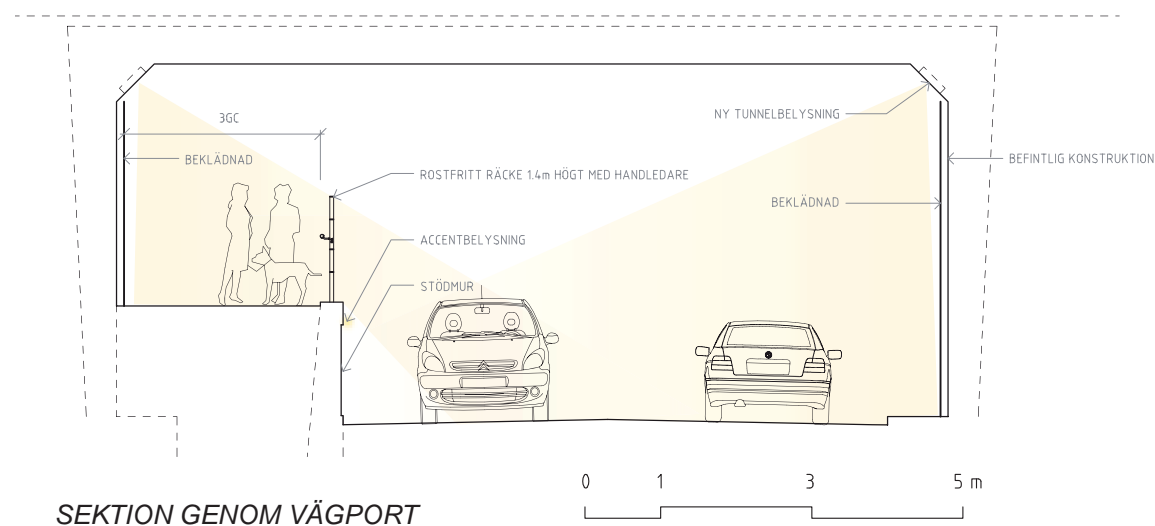 3GC
BEKLÄDNAD
NY TUNNELBELYSNING
BEFINTLIG KONSTRUKTION
ROSTFRITT RÄCKE 1.4m HÖGT MED HANDLEDARE
BEKLÄDNAD
ACCENTBELYSNING
STÖDMUR
0 1 3 5 m
SEKTION GENOM VÄGPORT